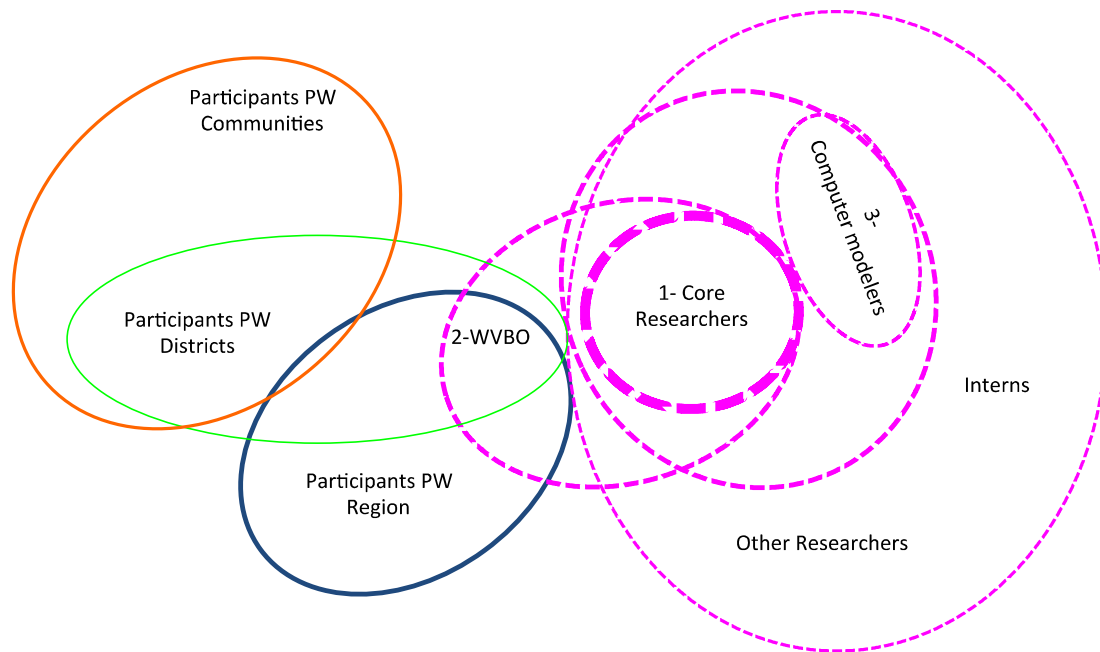 Participants PW
Communities
3-
Computer modelers
1- Core
Researchers
Participants PW
Districts
2-WVBO
Interns
Participants PW
Region
Other Researchers